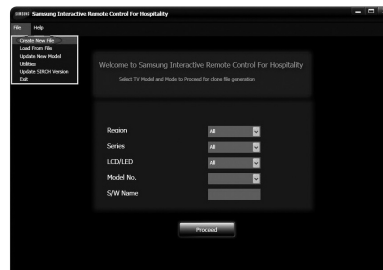 SAMSUNG Samsung Interactive Remote Control For Hospitality
File Help
Create New File
Load From File
Update New Model
Utilities
Update SIRCH Version
Exit
Welcome to Samsung Interactive Remote Control For Hospitality
Select TV Model and Mode to Proceed for clone file generation
Region All
Series All
LCD/LED All
Model No.
S/W Name
Proceed